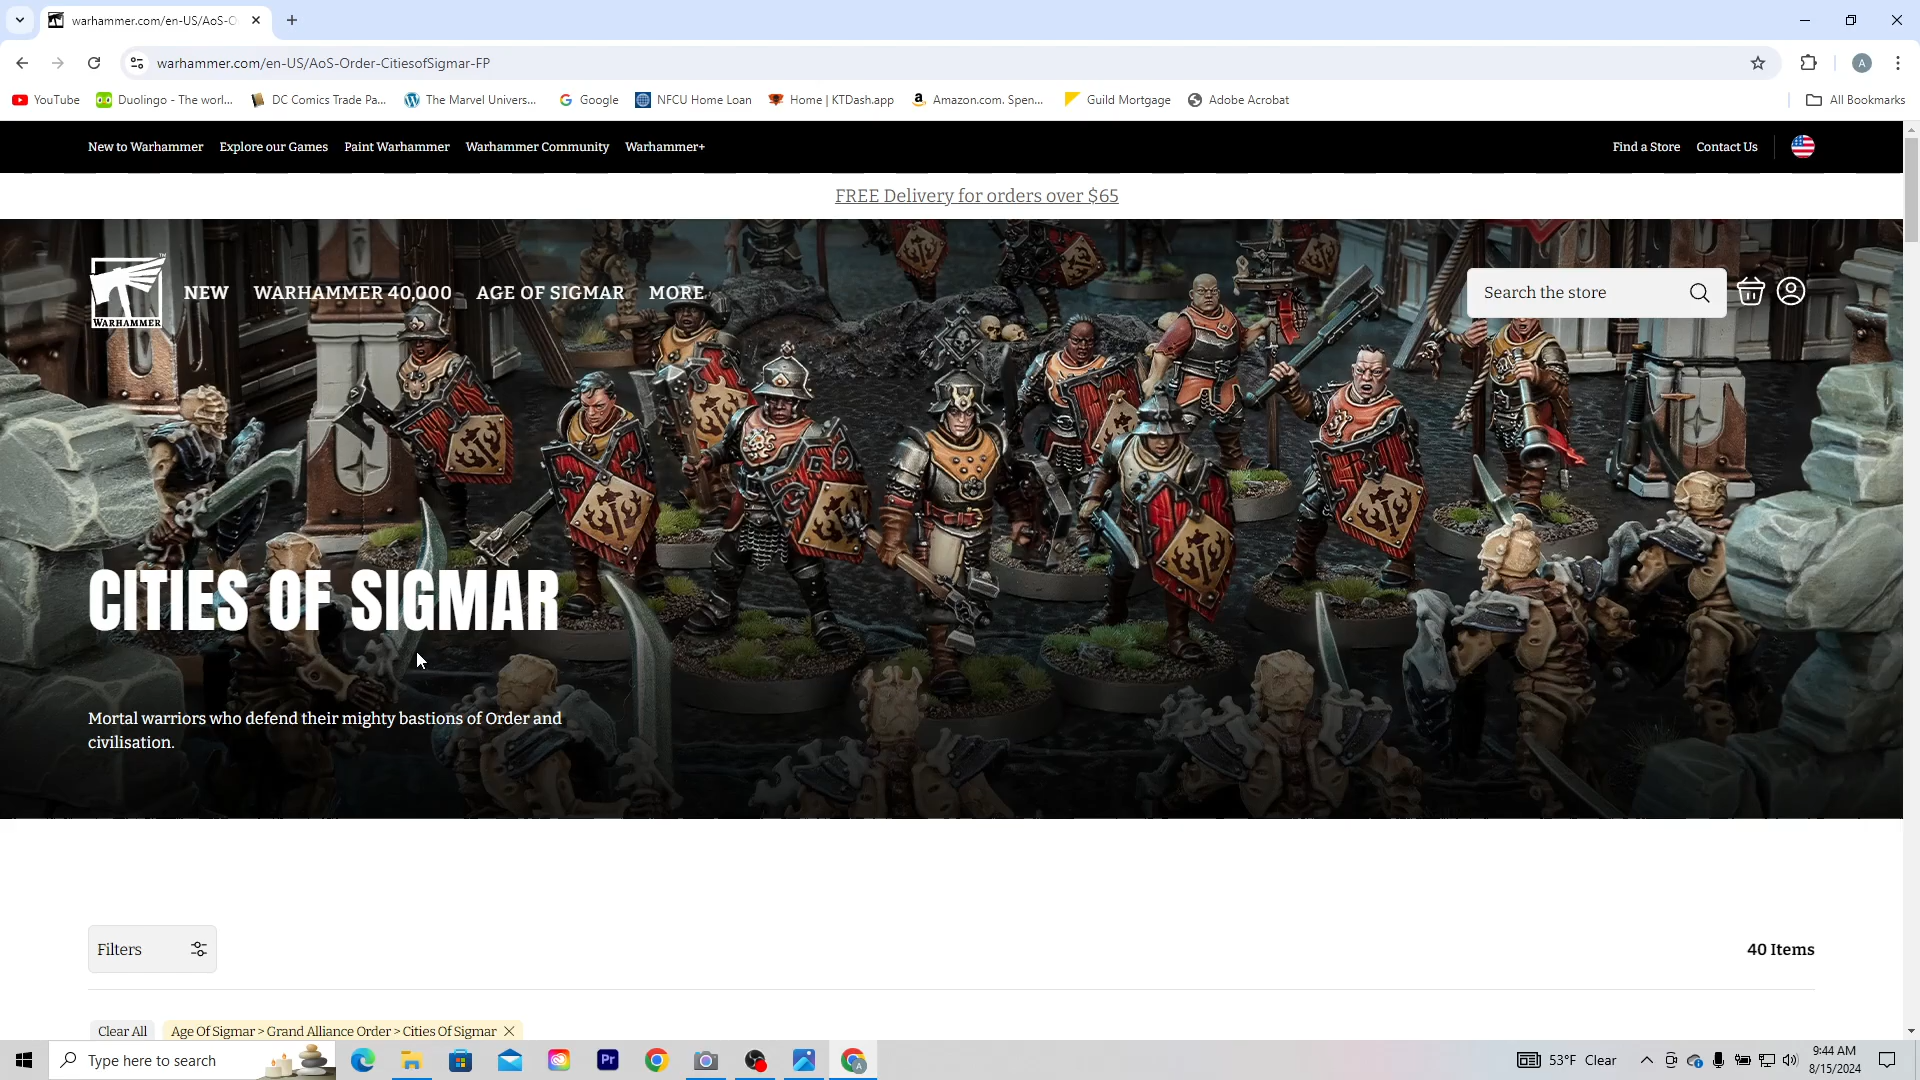 warhammer.com/en-US/AoS-O
warhammer.com/en-US/AoS-Order-CitiesofSigmar-FP
A
YouTube
Duolingo - The worl...
DC Comics Trade Pa...
The Marvel Univers...
Google
NFCU Home Loan
Home | KTDash.app
Amazon.com. Spen...
Guild Mortgage
Adobe Acrobat
All Bookmarks
New to Warhammer
Explore our Games
Paint Warhammer
Warhammer Community
Warhammer+
Find a Store
Contact Us
FREE Delivery for orders over $65
WARHAMMER
NEW
WARHAMMER 40,000
AGE OF SIGMAR
MORE
Search the store
CITIES OF SIGMAR
Mortal warriors who defend their mighty bastions of Order and
civilisation.
Filters
40 Items
Clear All
Age Of Sigmar > Grand Alliance Order > Cities Of Sigmar
Type here to search
Pr
53°F Clear
9:44 AM
8/15/2024